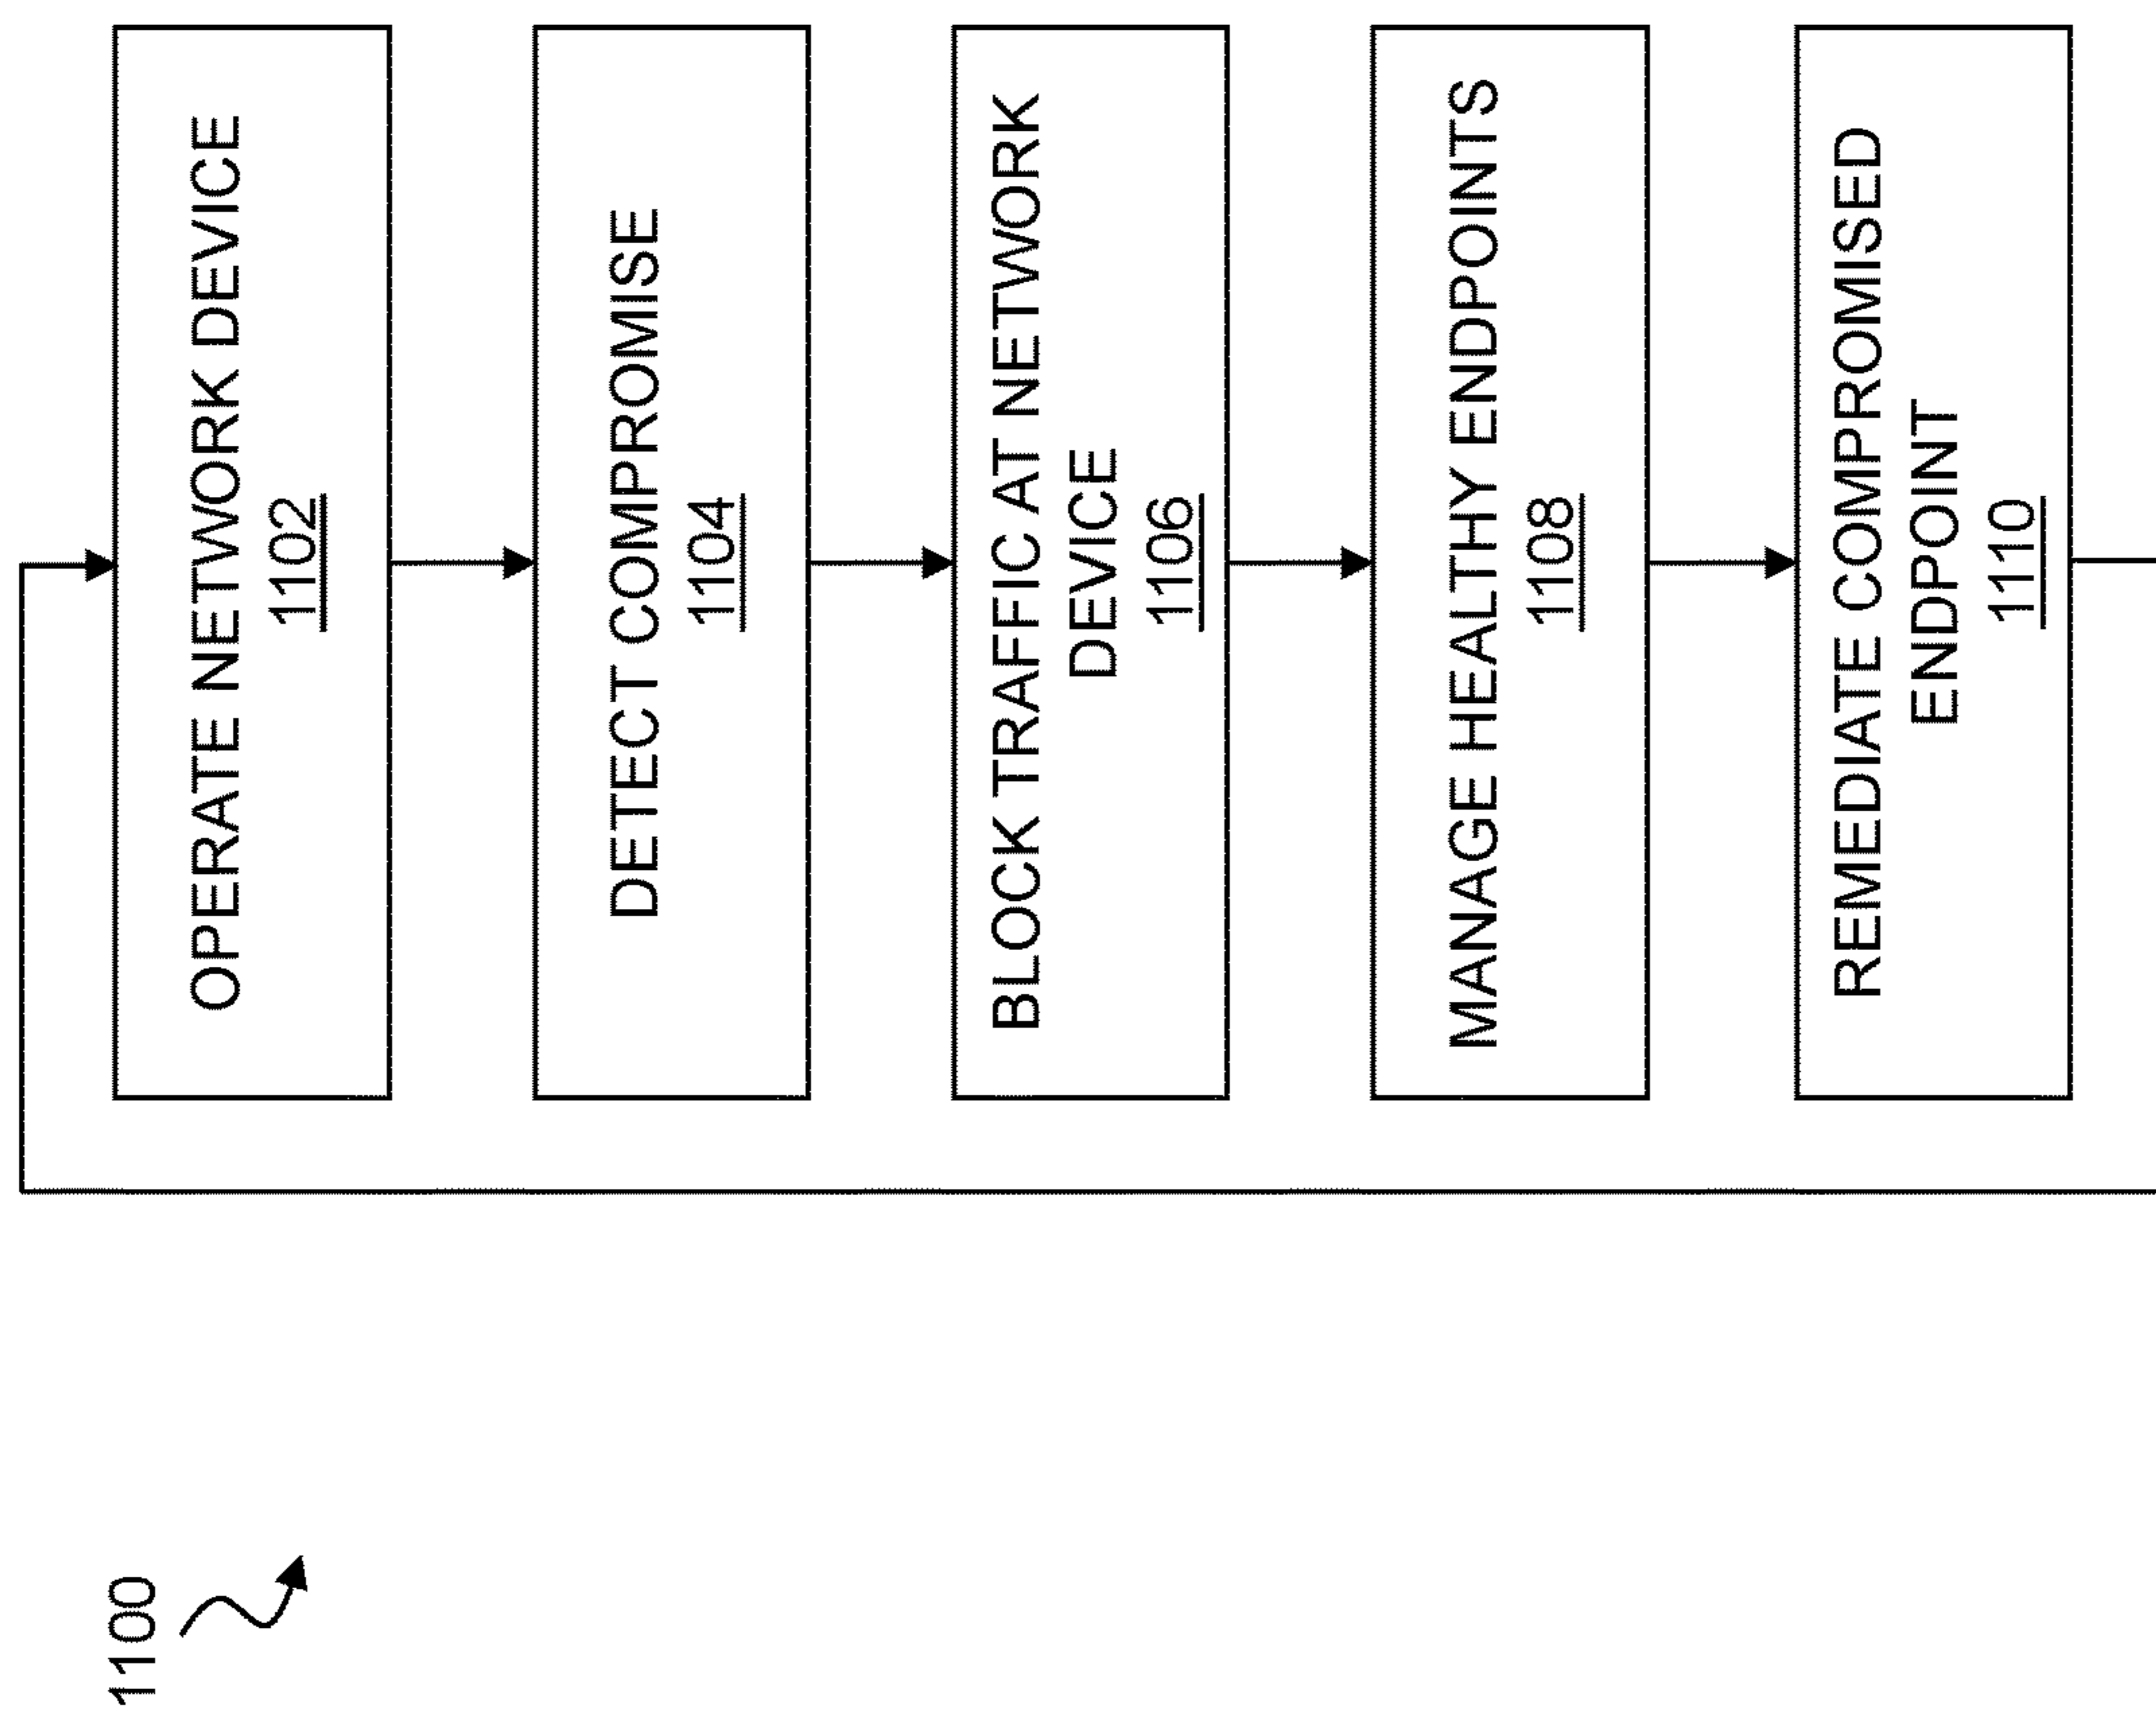 1100
OPERATE NETWORK DEVICE
1102
DETECT COMPROMISE
1104
BLOCK TRAFFIC AT NETWORK
DEVICE
1106
MANAGE HEALTHY ENDPOINTS
1108
REMEDIATE COMPROMISED
ENDPOINT
1110